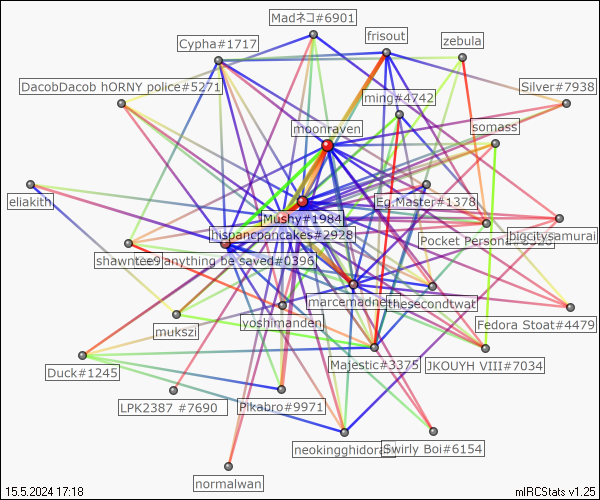 Madネコ#6901
frisout
zebula
Cypha#1717
DacobDacob hORNY police#5271
ming#4742
Silver#7938
moonraven
somass
eliakith
Eg.Master#1378
Mushy#1984
hispancpancakes#2928
Pocket
bigcitysamurai
shawntee9
anything be saved#0396
marcemadnes
thesecondtwat
yoshimanden
mukszi
Fedora Stoat#4479
Majestic#3375
JKOUYH VIII#7034
Duck#1245
LPK2387 #7690
Pikabro#9971
neokingghidora
Swirly Boi#6154
normalwan
15.5.2024 17:18
mIRCStats v1.25